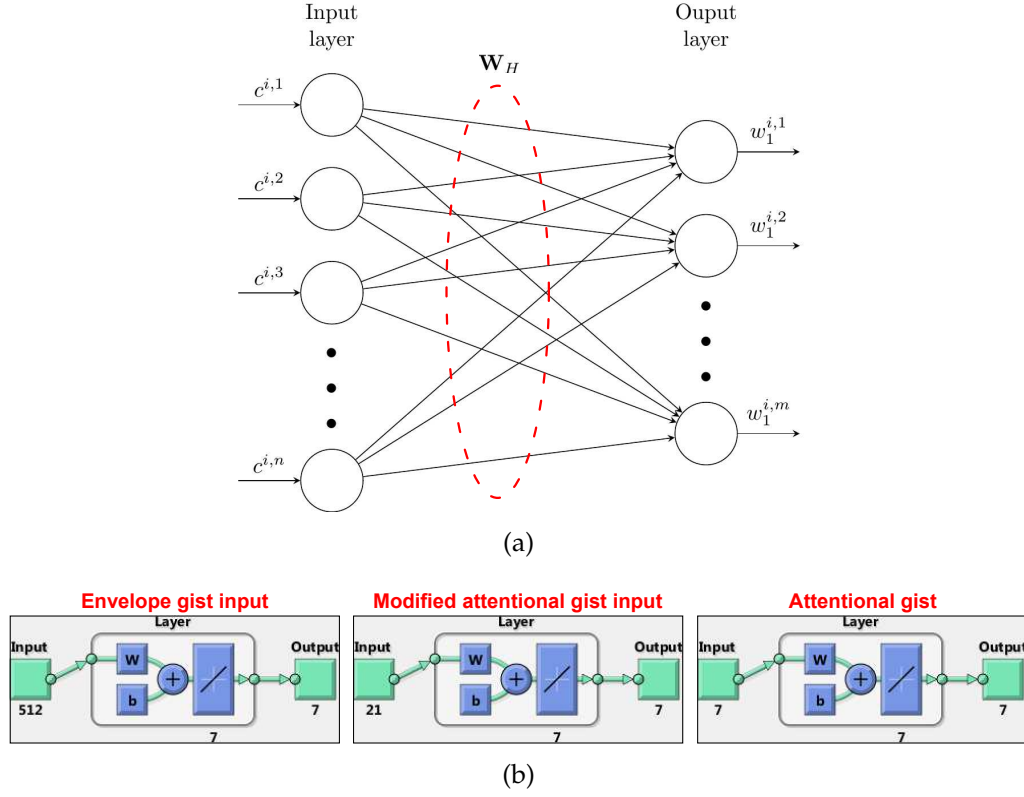 Input
layer
Ouput
layer
W_H
c^{i,1}
w_1^{i,1}
c^{i,2}
w_1^{i,2}
c^{i,3}
c^{i,n}
w_1^{i,m}
(a)
Envelope gist input
Input
Layer
Output
W
+
b
512
7
7
Modified attentional gist input
Input
Layer
Output
W
+
b
21
7
7
Attentional gist
Input
Layer
Output
W
+
b
7
7
7
(b)